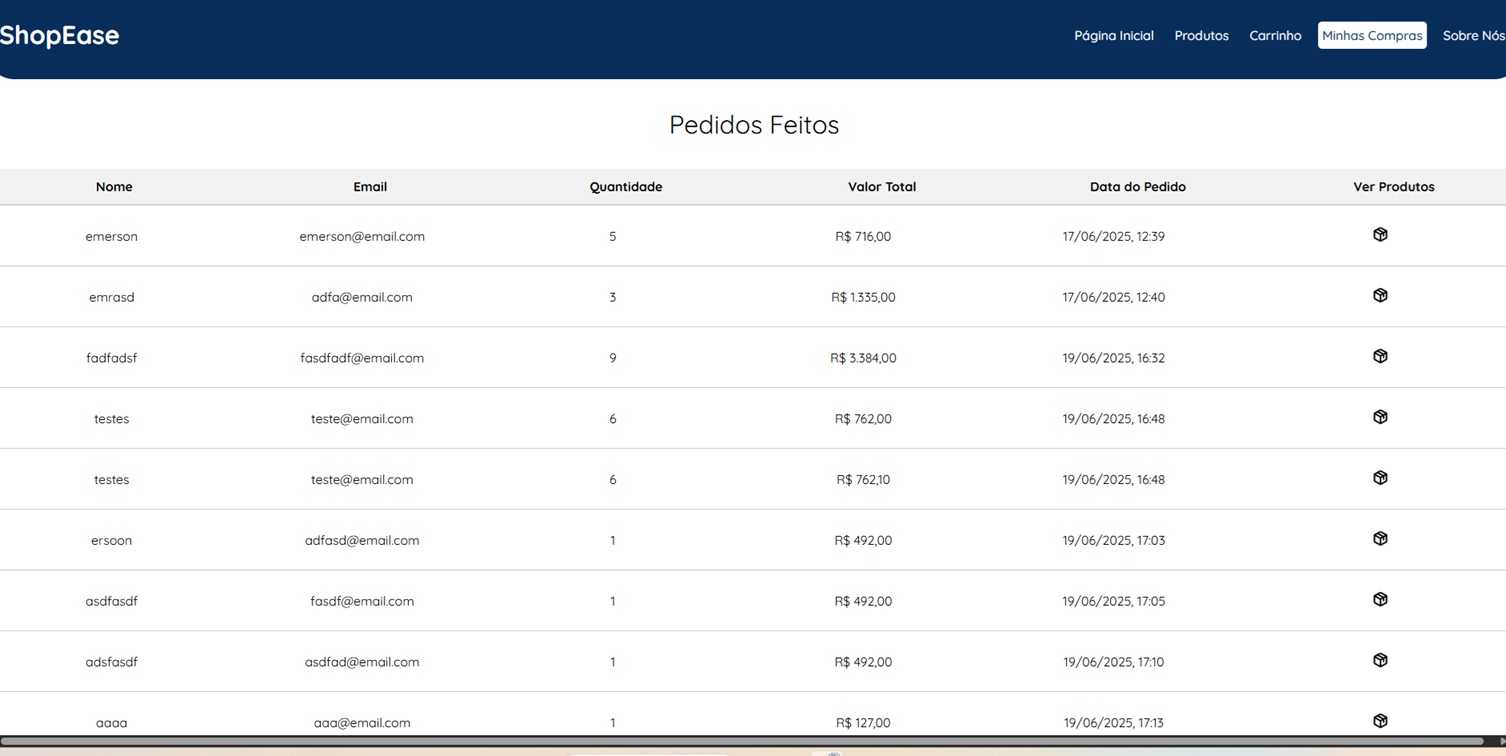 ShopEase
Página Inicial Produtos Carrinho Minhas Compras Sobre Nós
Pedidos Feitos
Nome Email Quantidade Valor Total Data do Pedido Ver Produtos
emerson emerson@email.com 5 R$ 716,00 17/06/2025, 12:39
emrasd adfa@email.com 3 R$ 1.335,00 17/06/2025, 12:40
fadfadsf fasdfadf@email.com 9 R$ 3.384,00 19/06/2025, 16:32
testes teste@email.com 6 R$ 762,00 19/06/2025, 16:48
testes teste@email.com 6 R$ 762,10 19/06/2025, 16:48
ersoon adfasd@email.com 1 R$ 492,00 19/06/2025, 17:03
asdfasdf fasdf@email.com 1 R$ 492,00 19/06/2025, 17:05
adsfasdf asdfad@email.com 1 R$ 492,00 19/06/2025, 17:10
aaaa aaa@email.com 1 R$ 127,00 19/06/2025, 17:13